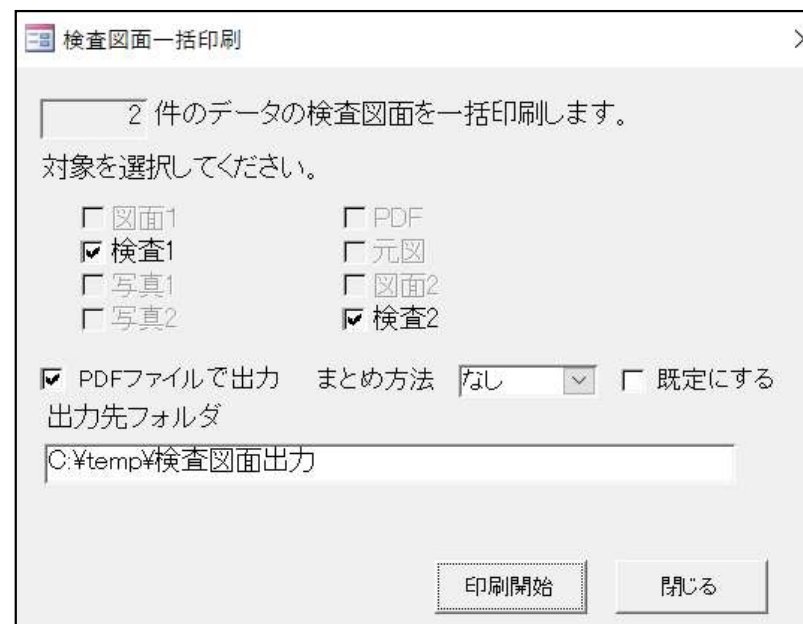 検査図面一括印刷
2 件のデータの検査図面を一括印刷します。
対象を選択してください。
図面1 PDF
検査1 元図
写真1 図面2
写真2 検査2
PDFファイルで出力 まとめ方法 なし 既定にする
出力先フォルダ
C:¥temp¥検査図面出力
印刷開始 閉じる